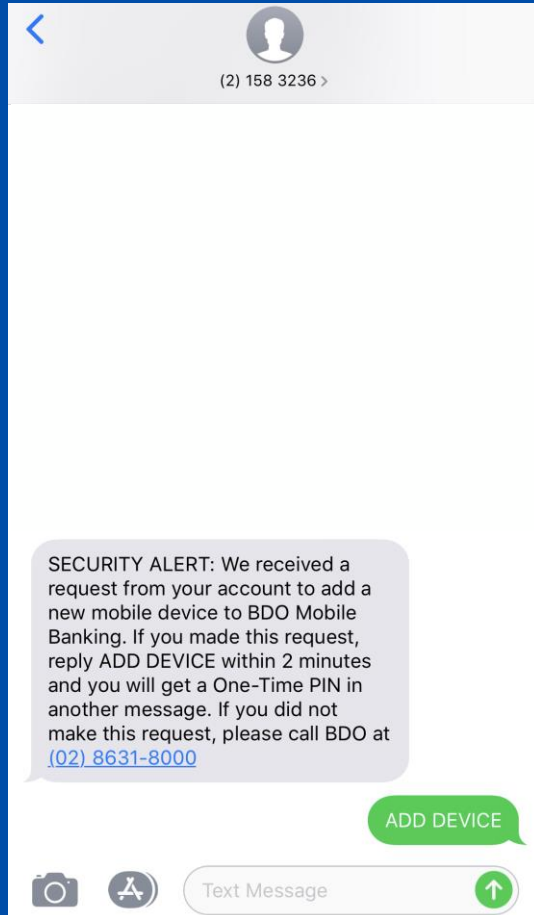 (2) 158 3236 >
SECURITY ALERT: We received a
request from your account to add a
new mobile device to BDO Mobile
Banking. If you made this request,
reply ADD DEVICE within 2 minutes
and you will get a One-Time PIN in
another message. If you did not
make this request, please call BDO at
(02) 8631-8000
ADD DEVICE
Text Message